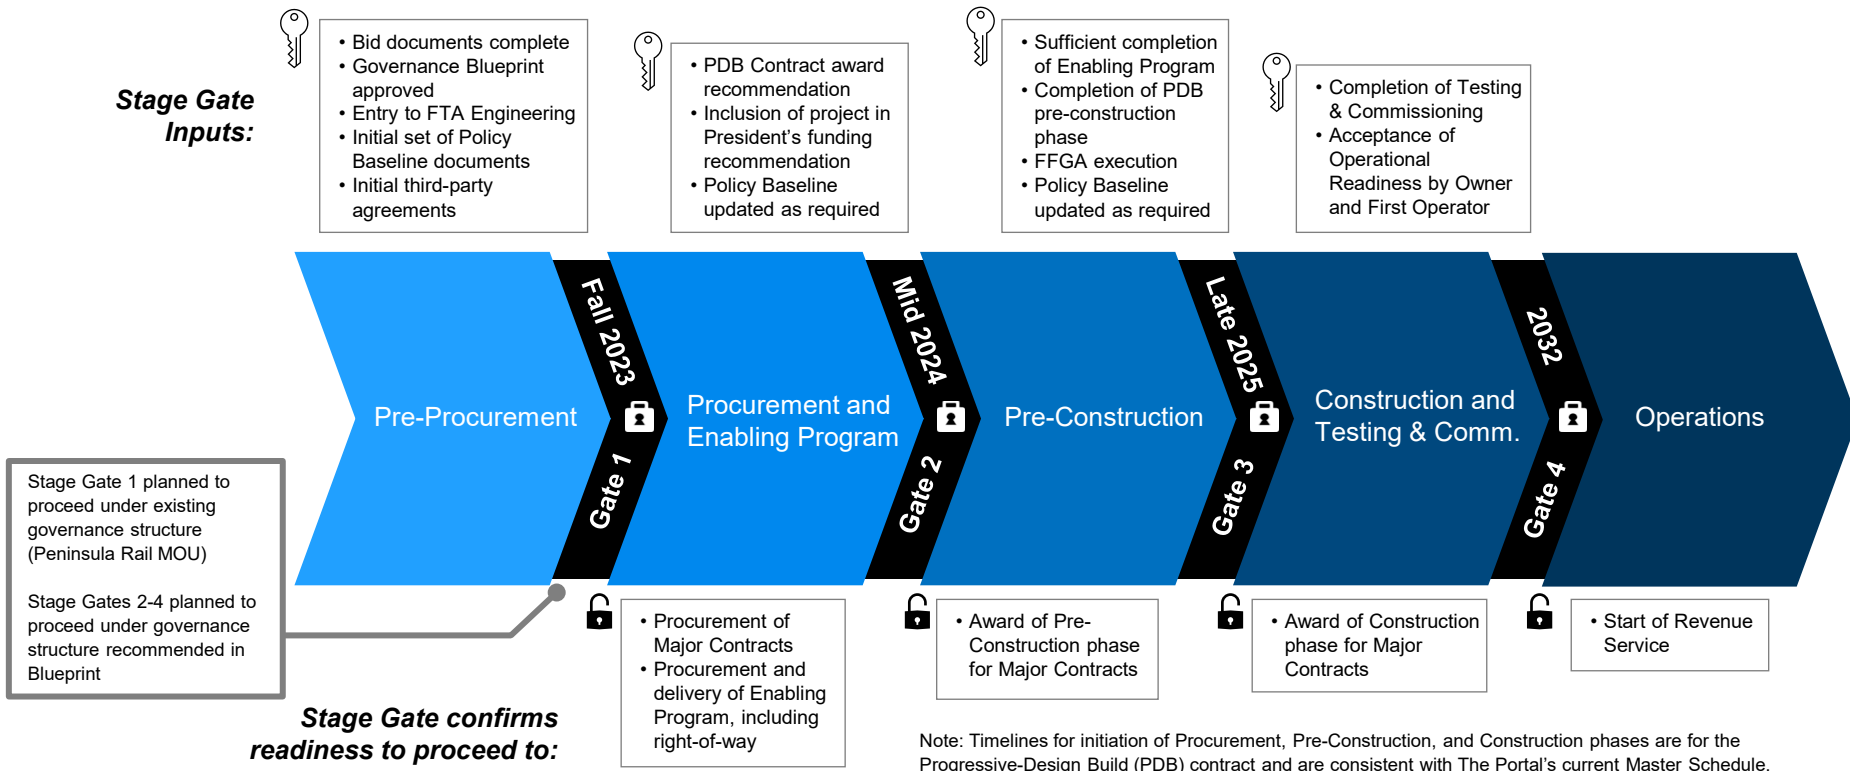 Stage Gate
Inputs:
• Bid documents complete
• Governance Blueprint
approved
• Entry to FTA Engineering
• Initial set of Policy
Baseline documents
• Initial third-party
agreements
• PDB Contract award
recommendation
• Inclusion of project in
President’s funding
recommendation
• Policy Baseline
updated as required
• Sufficient completion
of Enabling Program
• Completion of PDB
pre-construction
phase
• FFGA execution
• Policy Baseline
updated as required
• Completion of Testing
& Commissioning
• Acceptance of
Operational
Readiness by Owner
and First Operator
Pre-Procurement
Fall 2023
Gate 1
Procurement and
Enabling Program
Mid 2024
Gate 2
Pre-Construction
Late 2025
Gate 3
Construction and
Testing & Comm.
2032
Gate 4
Operations
Stage Gate 1 planned to
proceed under existing
governance structure
(Peninsula Rail MOU)
Stage Gates 2-4 planned to
proceed under governance
structure recommended in
Blueprint
Stage Gate confirms
readiness to proceed to:
• Procurement of
Major Contracts
• Procurement and
delivery of Enabling
Program, including
right-of-way
• Award of Pre-
Construction phase
for Major Contracts
• Award of Construction
phase for Major
Contracts
• Start of Revenue
Service
Note: Timelines for initiation of Procurement, Pre-Construction, and Construction phases are for the
Progressive-Design Build (PDB) contract and are consistent with The Portal’s current Master Schedule.